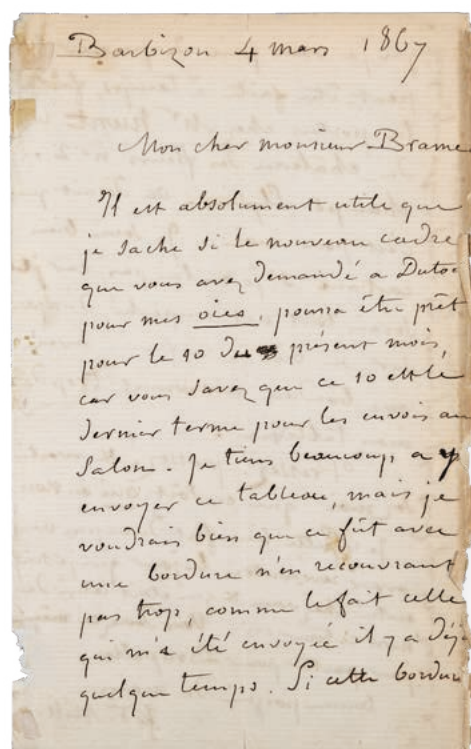 Barbizon 4 mars 1867
Mon cher monsieur Brame
Il est absolument utile que
je sache si le nouveau cadre
que vous avez demandé a Dutoc
pour mes oies, pourra être prêt
pour le 10 du présent mois,
car vous savez que ce 10 est le
dernier terme pour les envois au
Salon. Je tiens beaucoup a y
envoyer ce tableau, mais je
voudrais bien que ce fût avec
une bordure n'en recouvrant
pas trop, comme le fait celle
qui m'a été envoyée il y a déjà
quelque temps. Si cette bordure